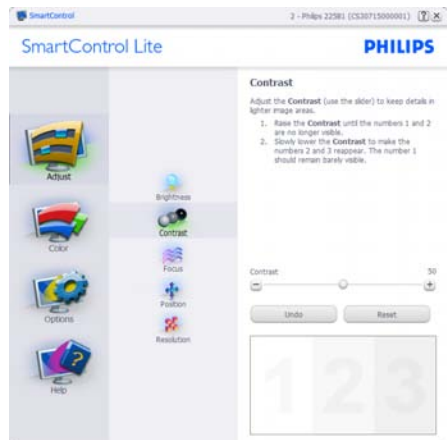 SmartControl
2 - Philips 225B1 (CS30715000001)
SmartControl Lite
PHILIPS
Adjust
Color
Options
Help
Brightness
Contrast
Focus
Position
Resolution
Contrast
Adjust the Contrast (use the slider) to keep details in
lighter image areas.
1. Raise the Contrast until the numbers 1 and 2
are no longer visible.
2. Slowly lower the Contrast to make the
numbers 2 and 3 reappear. The number 1
should remain barely visible.
Contrast 50
Undo Reset
1 2 3